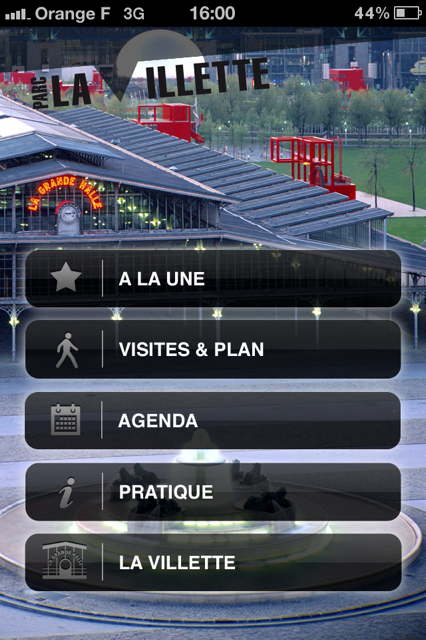 Orange F 3G 16:00 44%
PARC LA VILLETTE
LA GRANDE HALLE
A LA UNE
VISITES & PLAN
AGENDA
PRATIQUE
LA VILLETTE